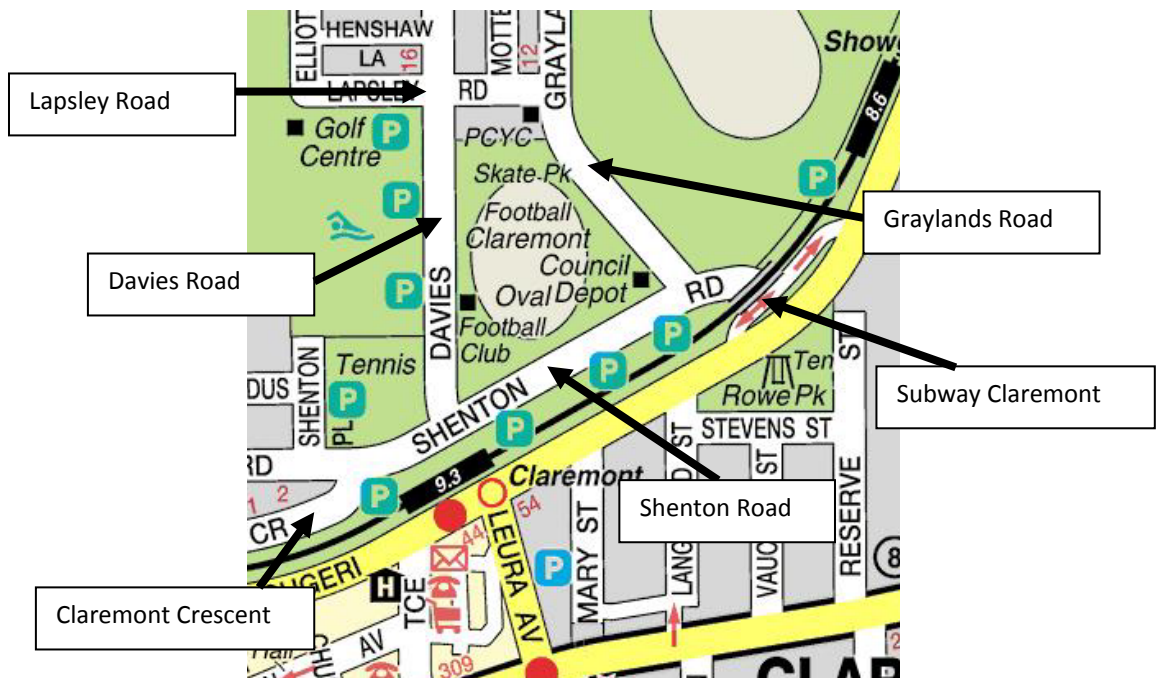 HENSHAW
LA
16
ELLIOT
MOTTE
12
GRAYLA
Showg
8.6
Lapsley Road
LAPSLEY
RD
P
Golf
Centre
PCYC
Skate-Pk
P
P
Football
Claremont
Oval
Council
Depot
Graylands Road
Davies Road
P
DAVIES
RD
Football
Club
P
P
Tennis
P
SHENTON
PL
DUS
SHENTON
P
Ten
Rowe Pk
ST
Subway Claremont
STEVENS ST
RD
1 2
CR
P
9.3
Claremont
54
44
Shenton Road
LANG
D ST
ST
VAUC
RESERVE
8
MARY ST
P
LEURA AV
UGERI
H
TCE
Claremont Crescent
Hall
AV
309
2
CLAR